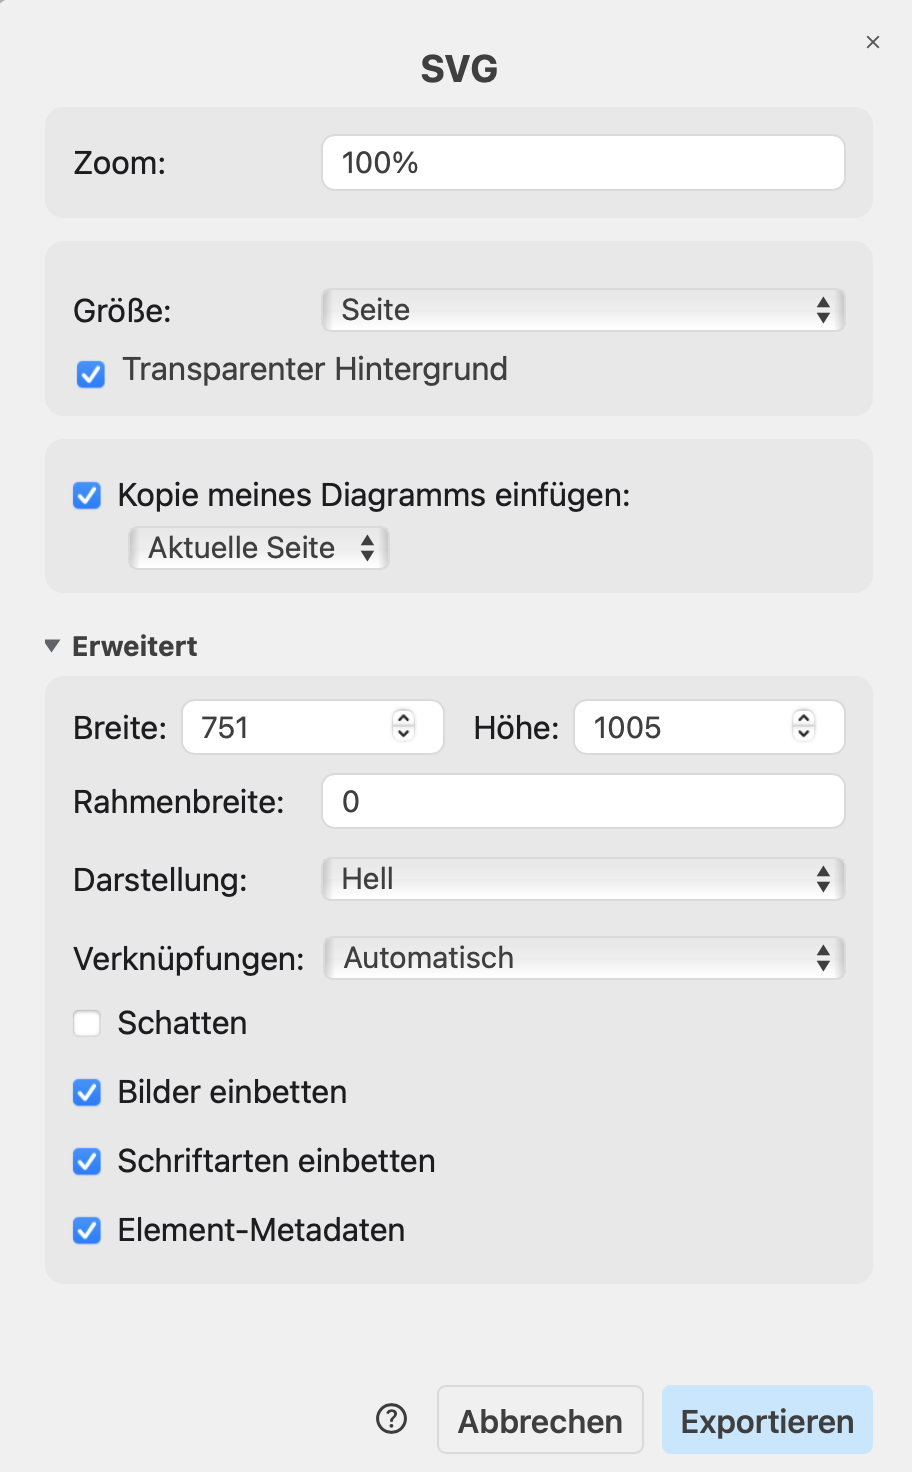 SVG
Zoom: 100%
Größe: Seite
Transparenter Hintergrund
Kopie meines Diagramms einfügen:
Aktuelle Seite
Erweitert
Breite: 751 Höhe: 1005
Rahmenbreite: 0
Darstellung: Hell
Verknüpfungen: Automatisch
Schatten
Bilder einbetten
Schriftarten einbetten
Element-Metadaten
? Abbrechen Exportieren